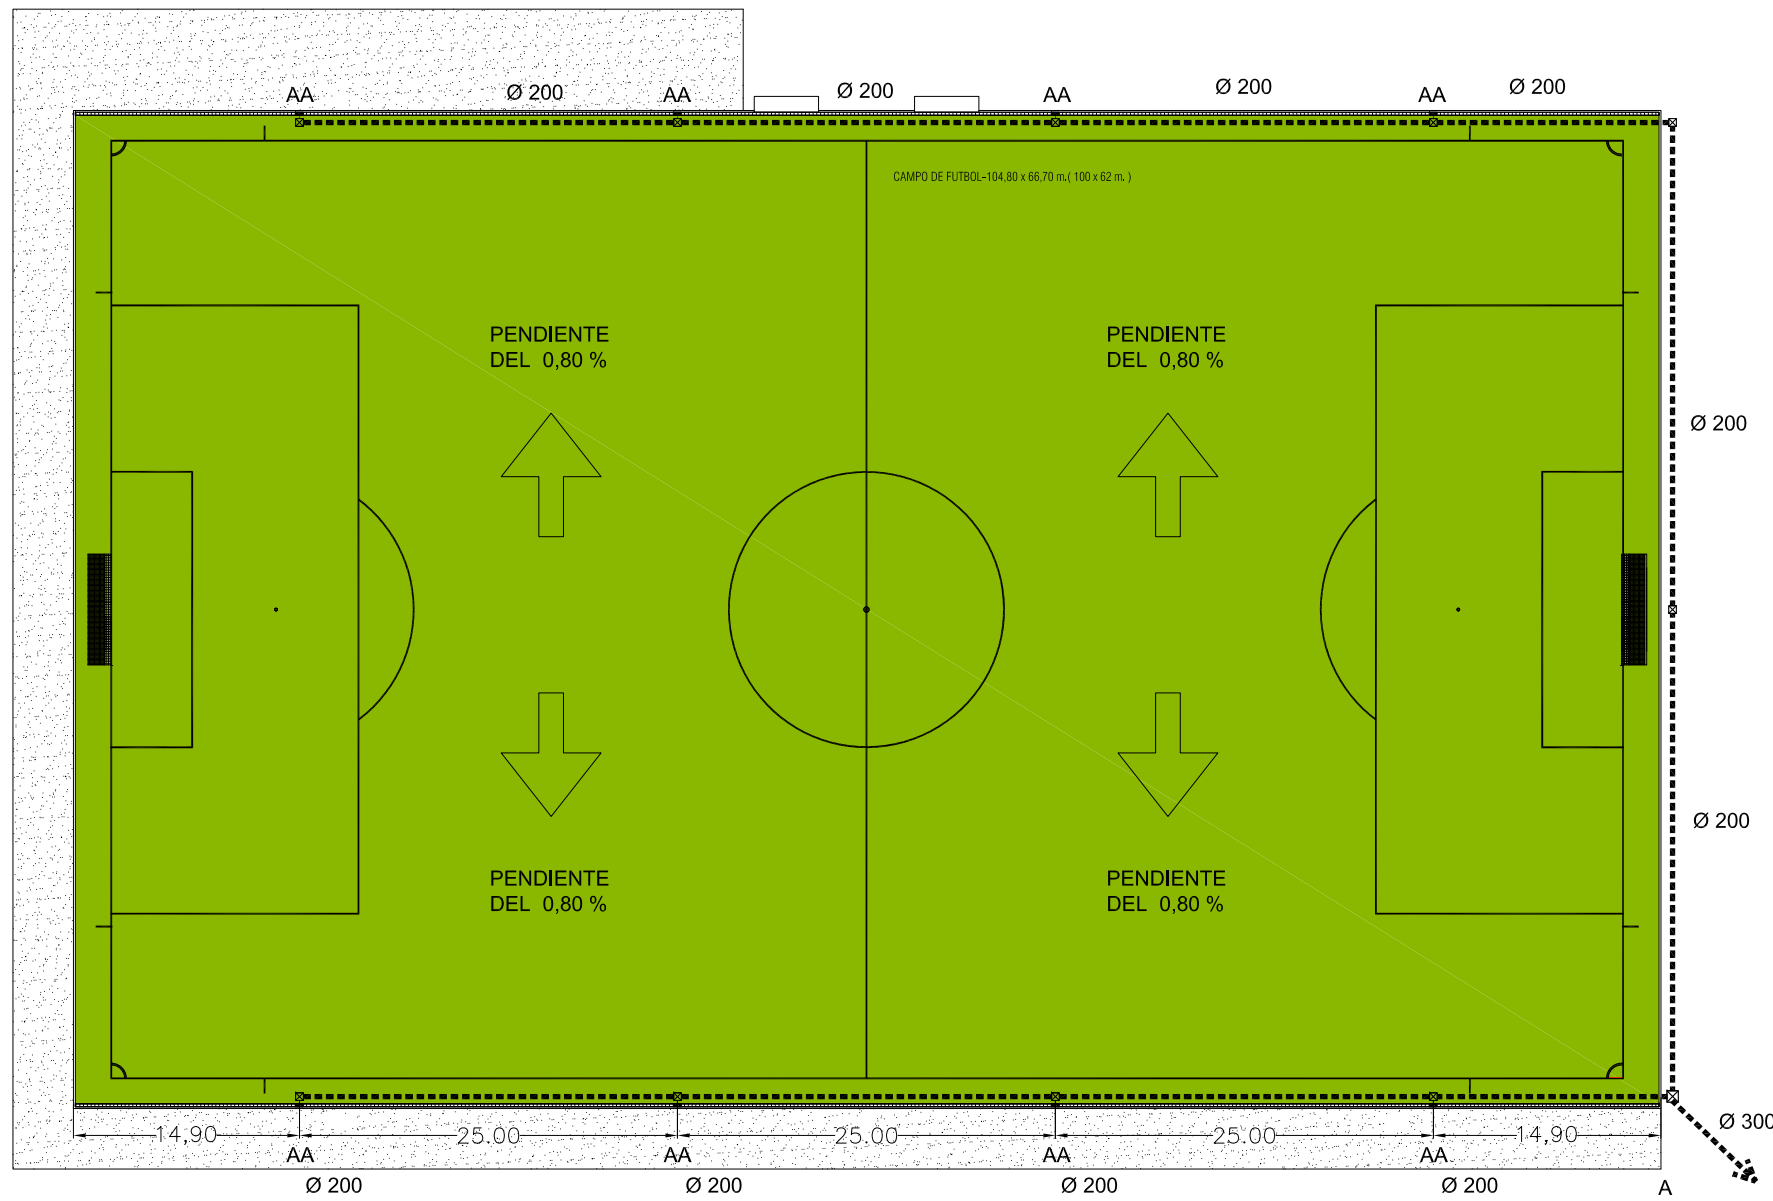 AA
Ø 200
AA
Ø 200
AA
Ø 200
AA
Ø 200
CAMPO DE FUTBOL-104,80 x 66,70 m.( 100 x 62 m. )
PENDIENTE
DEL 0,80 %
PENDIENTE
DEL 0,80 %
Ø 200
Ø 200
PENDIENTE
DEL 0,80 %
PENDIENTE
DEL 0,80 %
Ø 300
14,90
25.00
25.00
25.00
14,90
AA
AA
AA
AA
Ø 200
Ø 200
Ø 200
Ø 200
A